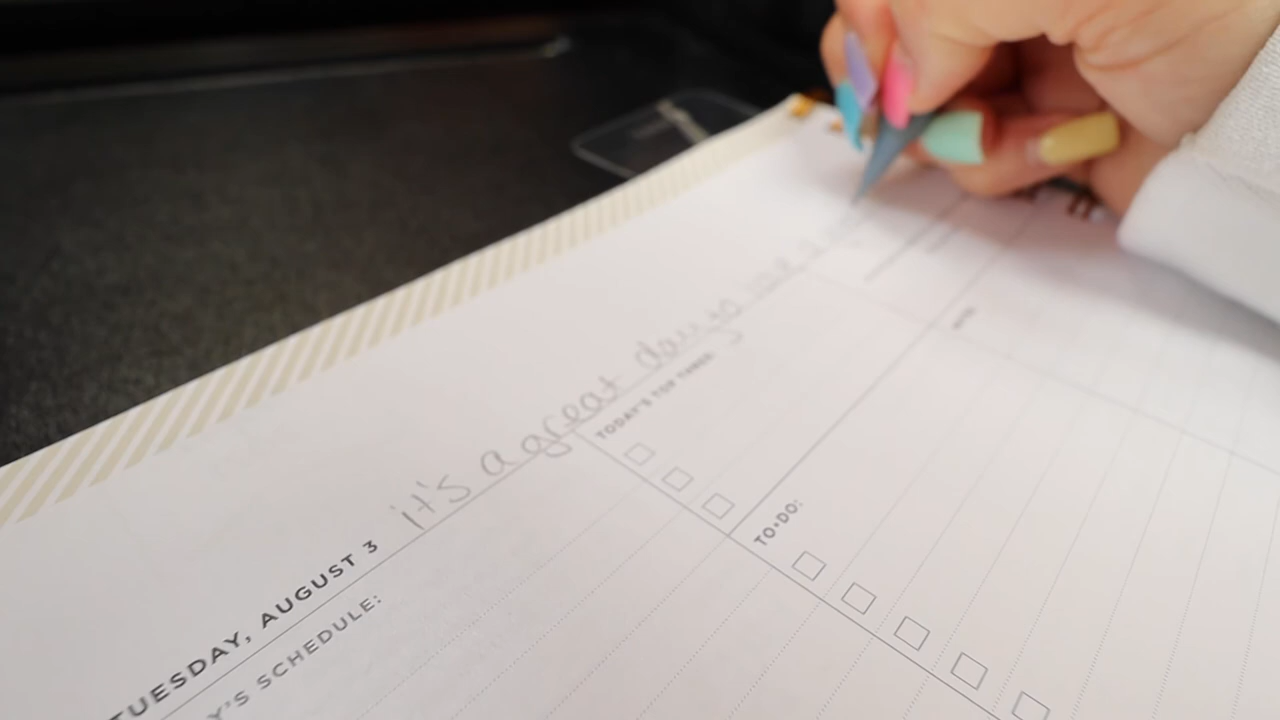 TUESDAY, AUGUST 3 it's a great day to
Y'S SCHEDULE:
TODAY'S TOP THREE:
TO-DO: